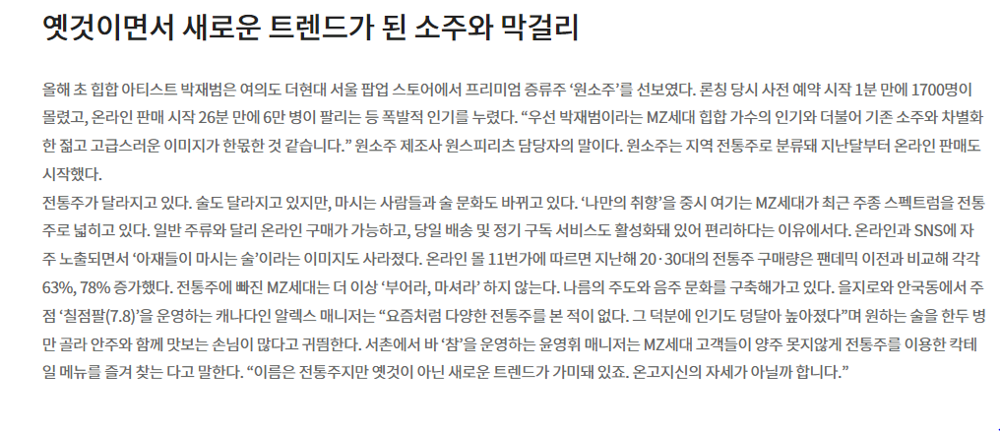 옛것이면서 새로운 트렌드가 된 소주와 막걸리
올해 초 힙합 아티스트 박재범은 여의도 더현대 서울 팝업 스토어에서 프리미엄 증류주 ‘원소주’를 선보였다. 론칭 당시 사전 예약 시작 1분 만에 1700명이
몰렸고, 온라인 판매 시작 26분 만에 6만 병이 팔리는 등 폭발적 인기를 누렸다. “우선 박재범이라는 MZ세대 힙합 가수의 인기와 더불어 기존 소주와 차별화
한 젊고 고급스러운 이미지가 한몫한 것 같습니다.” 원소주 제조사 원스피리츠 담당자의 말이다. 원소주는 지역 전통주로 분류돼 지난달부터 온라인 판매도
시작했다.
전통주가 달라지고 있다. 술도 달라지고 있지만, 마시는 사람들과 술 문화도 바뀌고 있다. ‘나만의 취향’을 중시 여기는 MZ세대가 최근 주종 스펙트럼을 전통
주로 넓히고 있다. 일반 주류와 달리 온라인 구매가 가능하고, 당일 배송 및 정기 구독 서비스도 활성화돼 있어 편리하다는 이유에서다. 온라인과 SNS에 자
주 노출되면서 ‘아재들이 마시는 술’이라는 이미지도 사라졌다. 온라인 몰 11번가에 따르면 지난해 20·30대의 전통주 구매량은 팬데믹 이전과 비교해 각각
63%, 78% 증가했다. 전통주에 빠진 MZ세대는 더 이상 ‘부어라, 마셔라’ 하지 않는다. 나름의 주도와 음주 문화를 구축해가고 있다. 을지로와 안국동에서 주
점 ‘칠점팔(7.8)’을 운영하는 캐나다인 알렉스 매니저는 “요즘처럼 다양한 전통주를 본 적이 없다. 그 덕분에 인기도 덩달아 높아졌다”며 원하는 술을 한두 병
만 골라 안주와 함께 맛보는 손님이 많다고 귀띔한다. 서촌에서 바 ‘참’을 운영하는 윤영휘 매니저는 MZ세대 고객들이 양주 못지않게 전통주를 이용한 칵테
일 메뉴를 즐겨 찾는 다고 말한다. “이름은 전통주지만 옛것이 아닌 새로운 트렌드가 가미돼 있죠. 온고지신의 자세가 아닐까 합니다.”